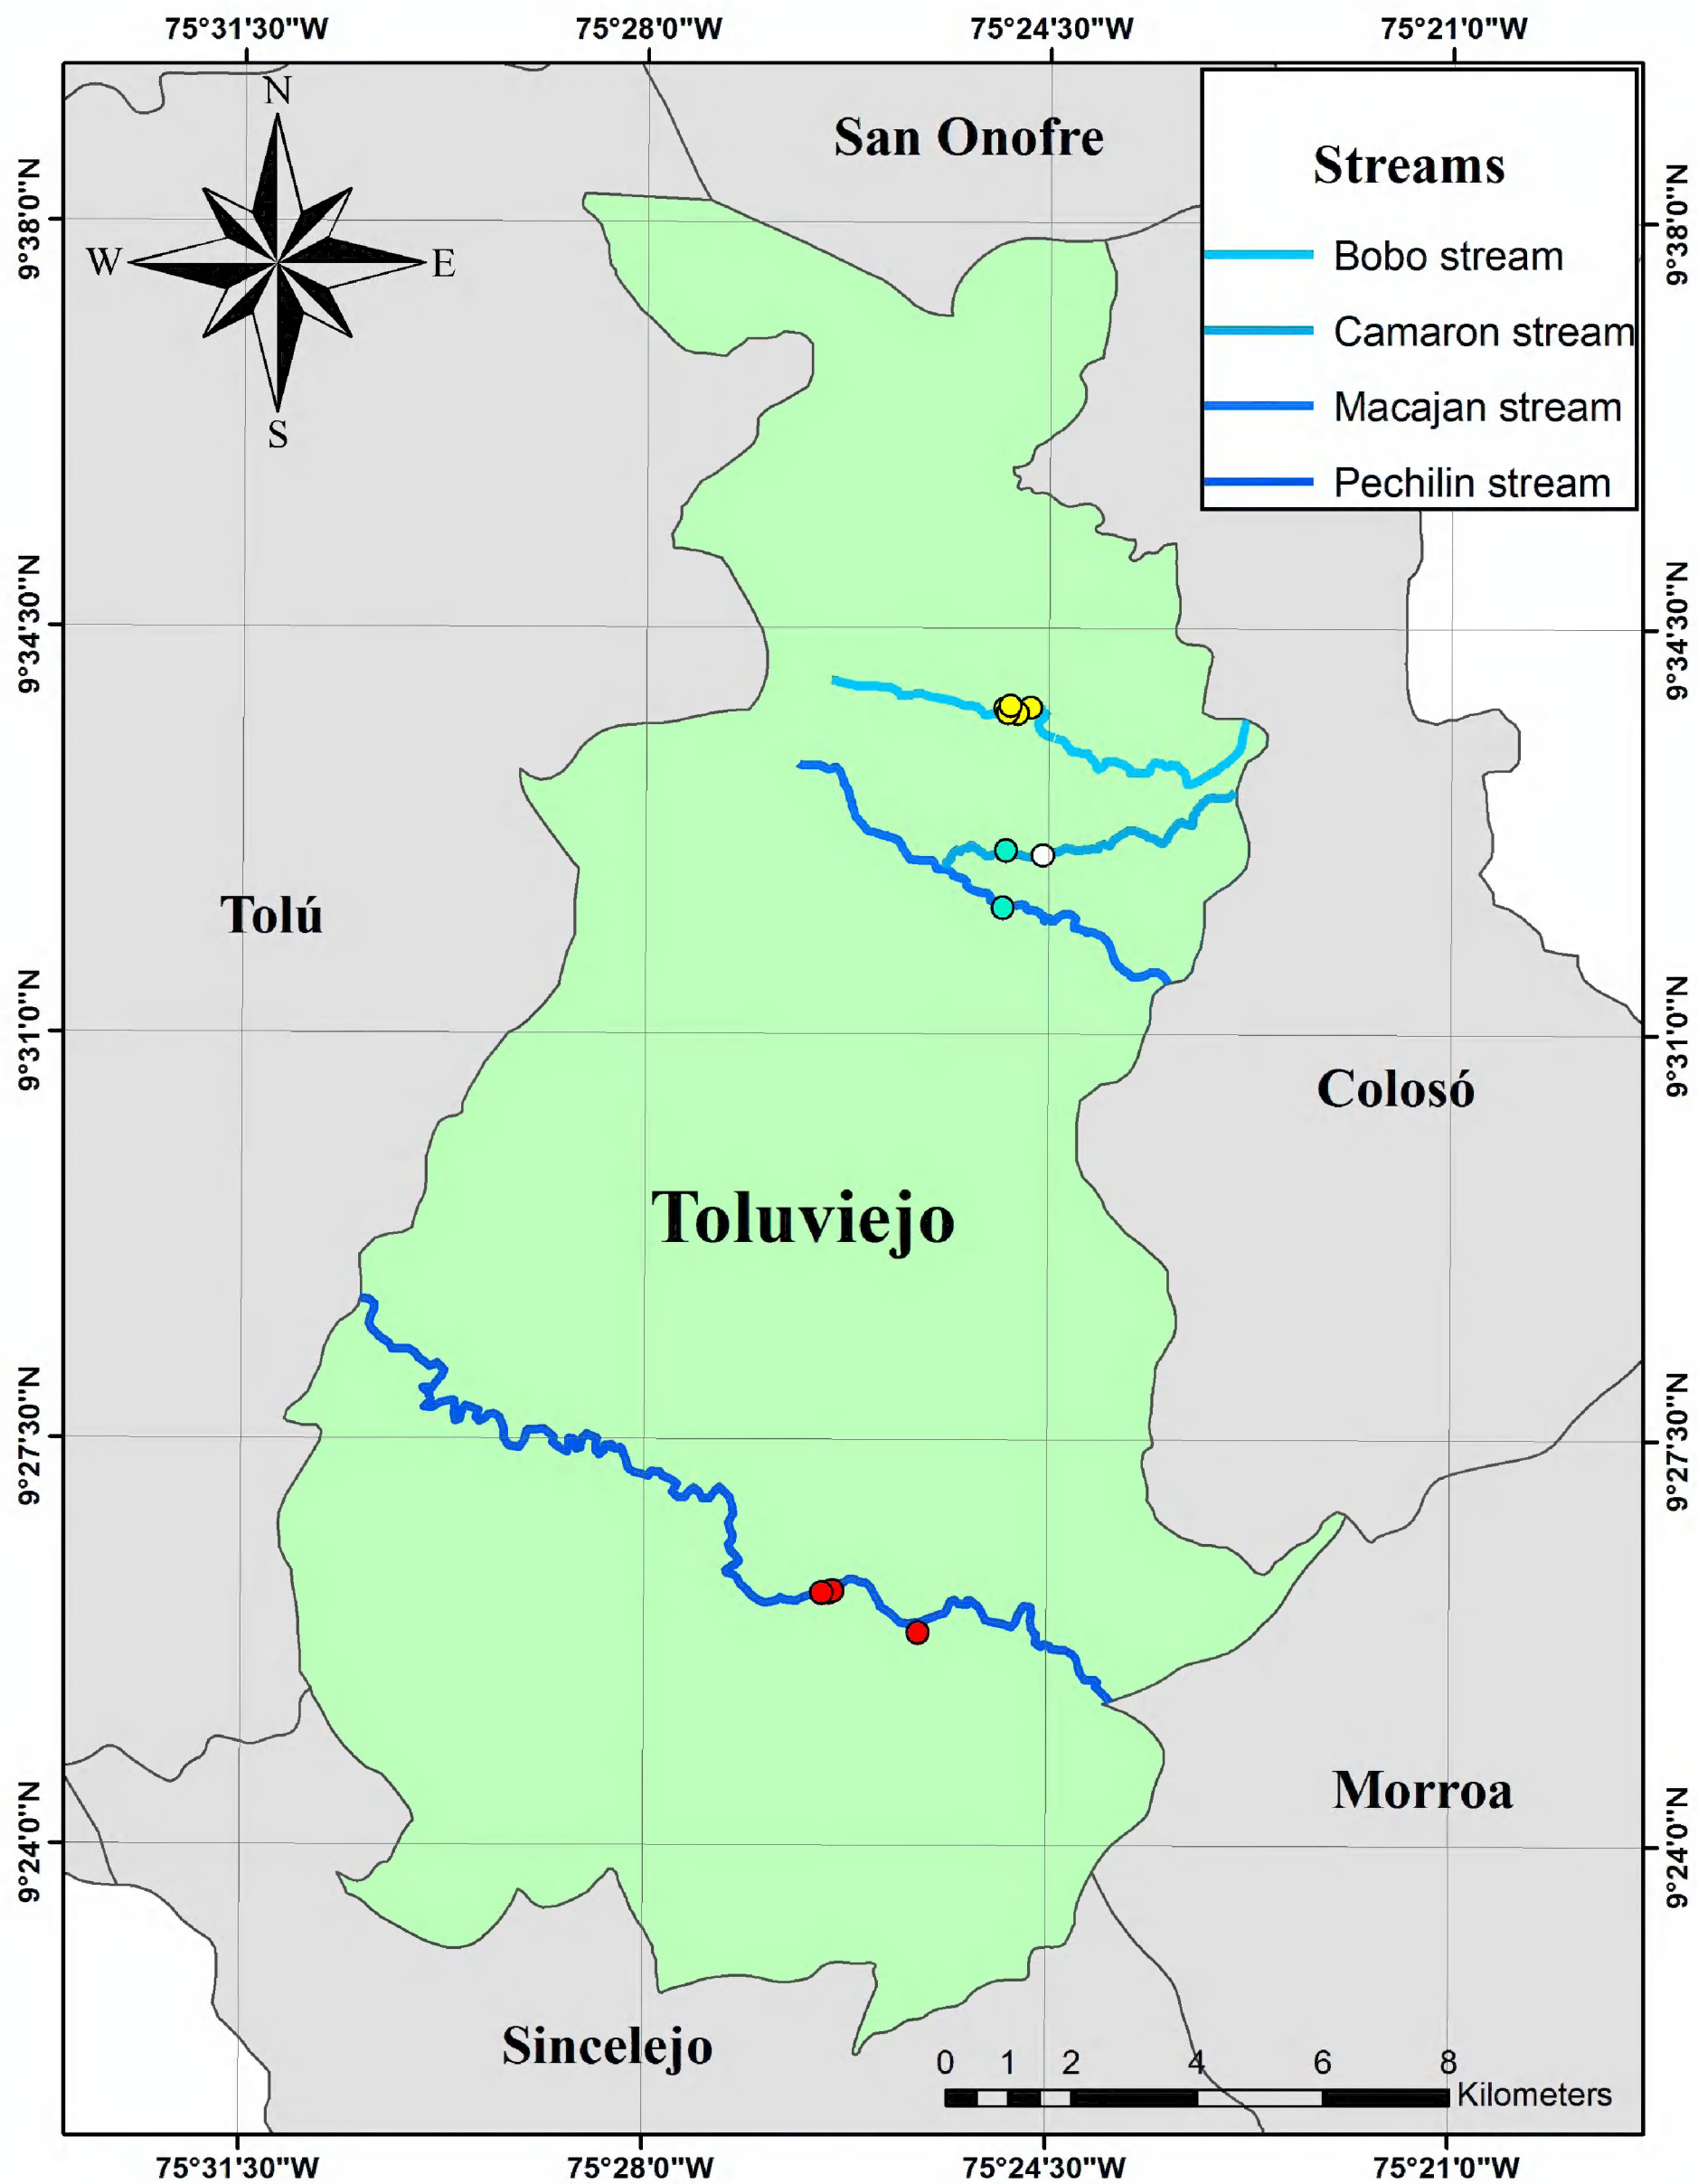 75°31'30"W 75°28'0"W 75°24'30"W 75°21'0"W
N
San Onofre
Streams
9°38'0"N 9°38'0"N
W E
Bobo stream
Camaron stream
Macajan stream
S
Pechilin stream
9°34'30"N 9°34'30"N
Tolú
9°31'0"N 9°31'0"N
Colosó
Toluviejo
9°27'30"N 9°27'30"N
Morroa
9°24'0"N 9°24'0"N
Sincelejo
0 1 2 4 6 8
Kilometers
75°31'30"W 75°28'0"W 75°24'30"W 75°21'0"W